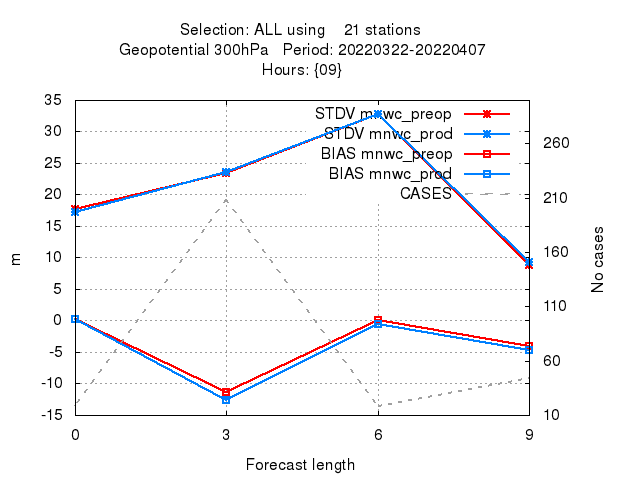 Selection: ALL using    21 stations
Geopotential 300hPa   Period: 20220322-20220407
Hours: {09}
STDV mnwc_preop
STDV mnwc_prod
BIAS mnwc_preop
BIAS mnwc_prod
CASES
35
30
25
20
15
10
5
0
-5
-10
-15
m
260
210
160
110
60
10
No cases
0 3 6 9
Forecast length